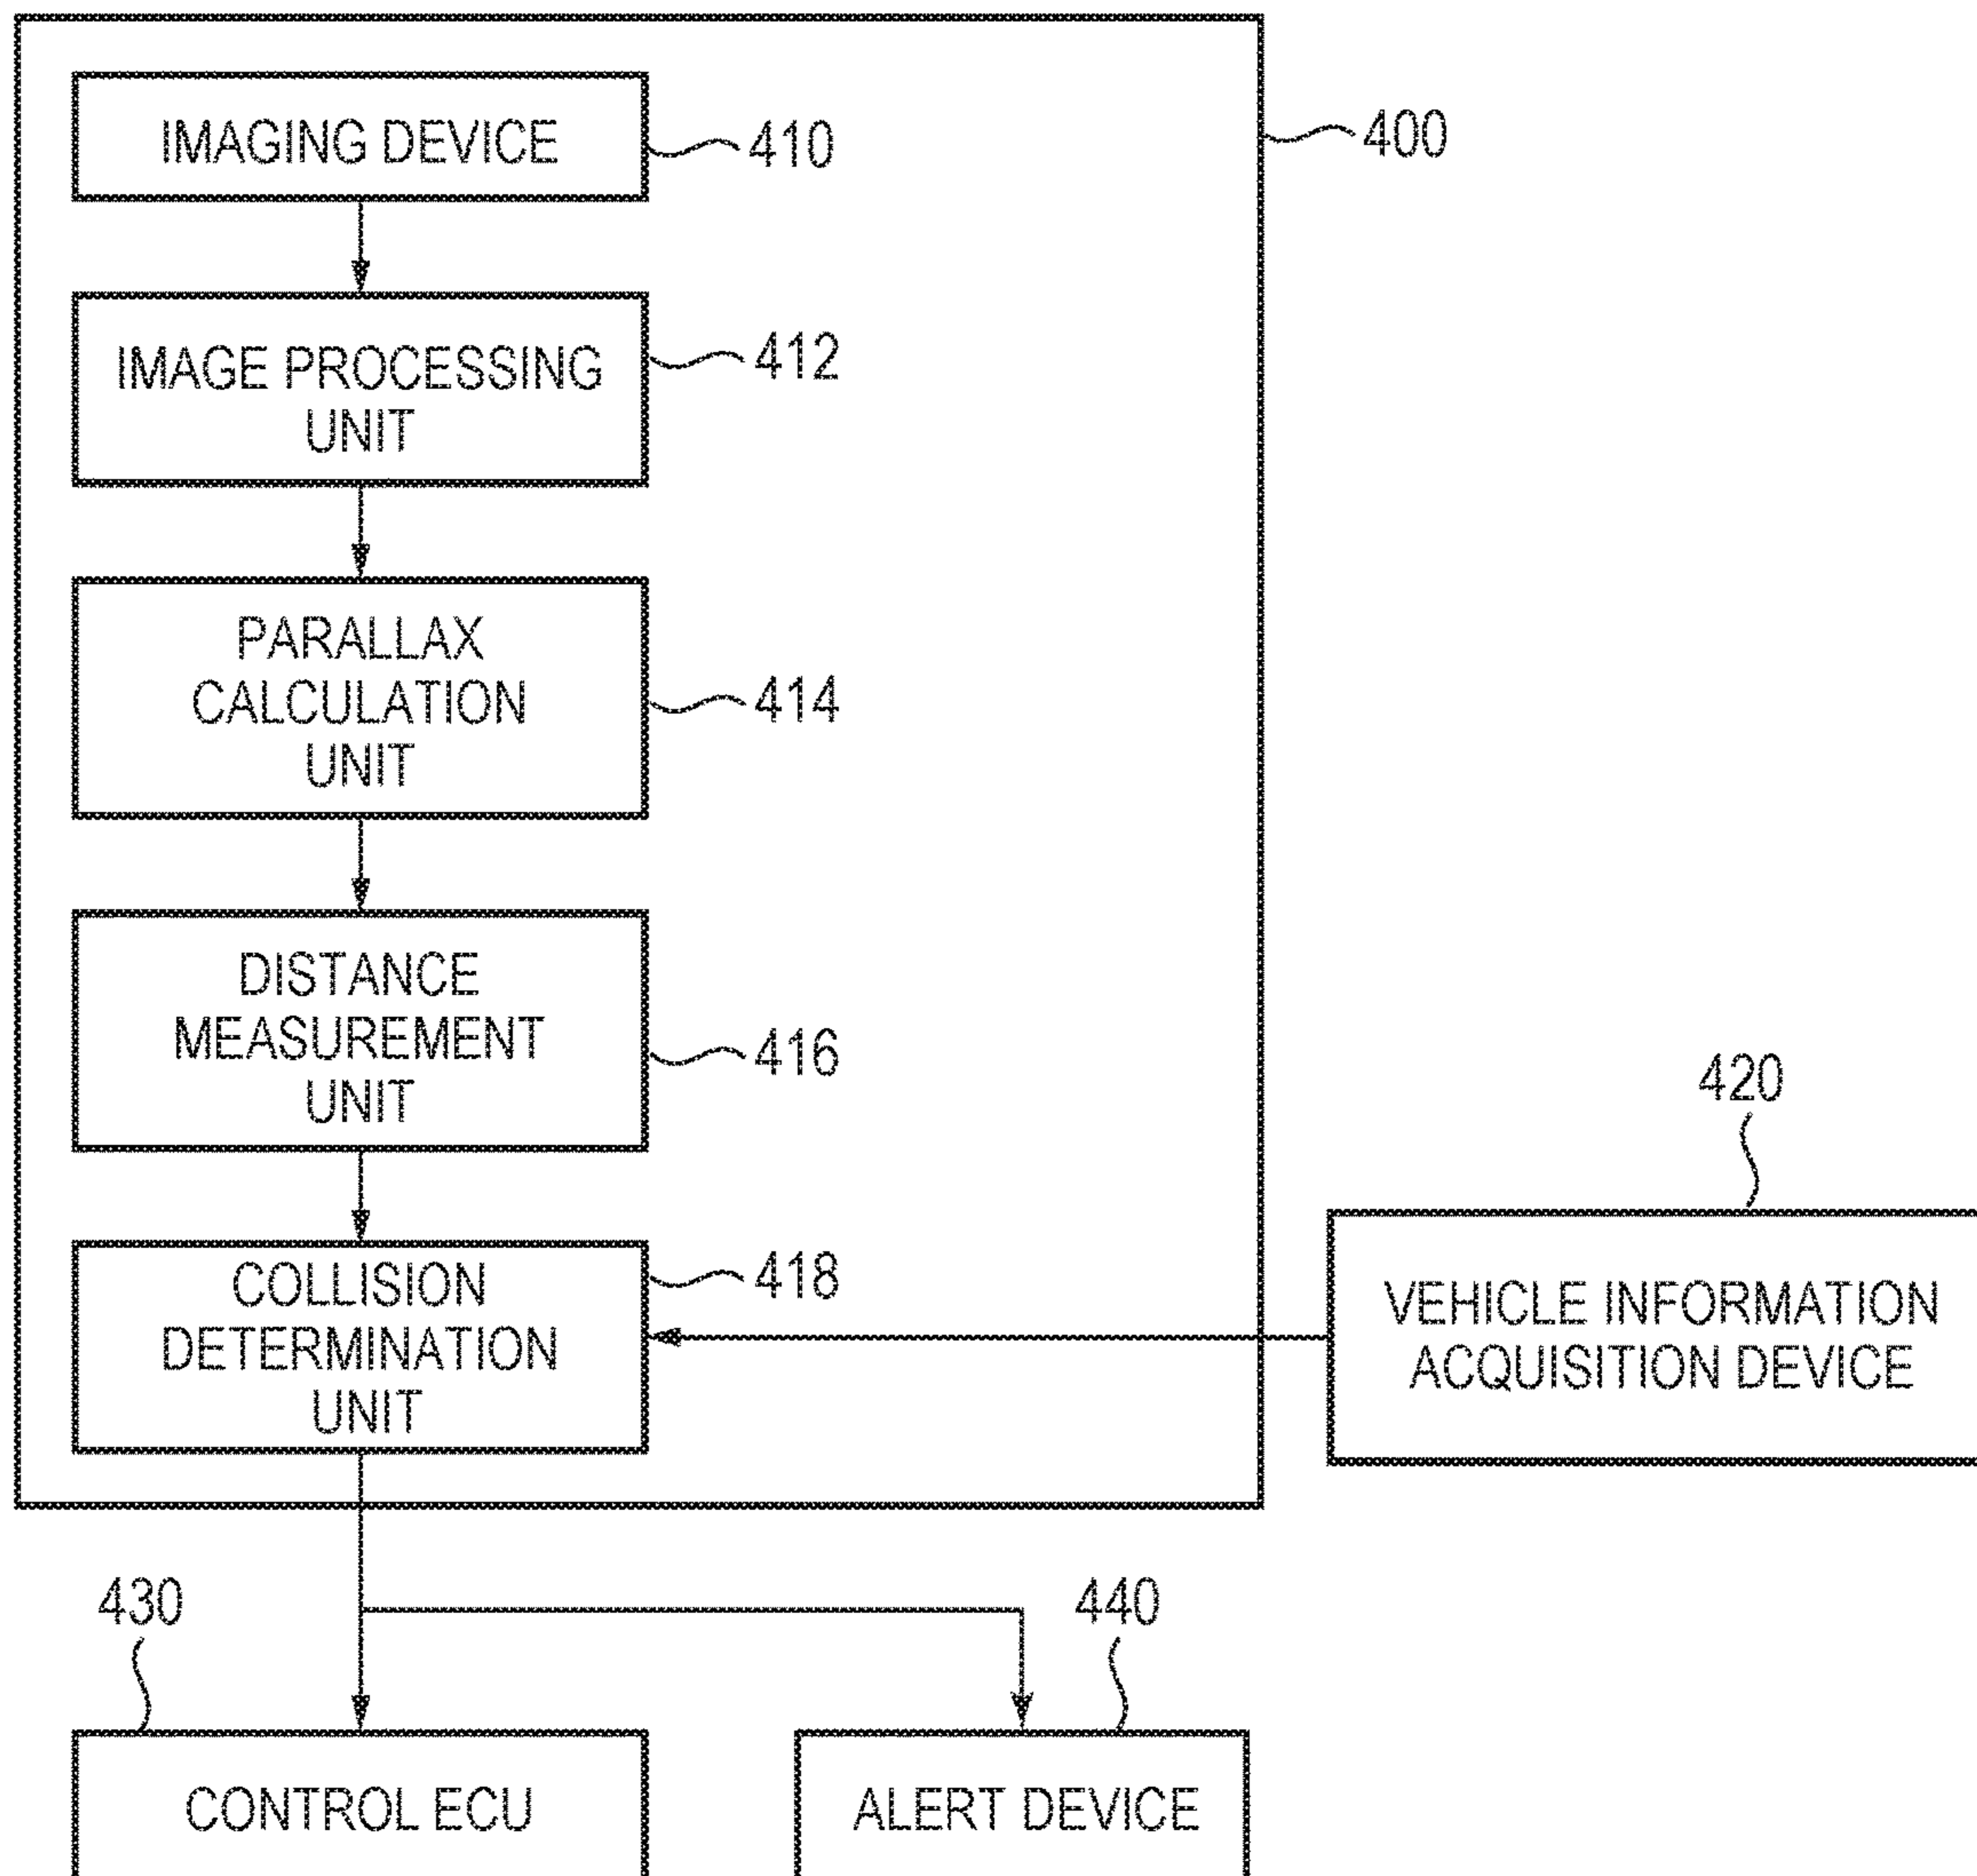 IMAGING DEVICE
410
400
IMAGE PROCESSING
UNIT
412
PARALLAX
CALCULATION
UNIT
414
DISTANCE
MEASUREMENT
UNIT
416
420
COLLISION
DETERMINATION
UNIT
418
VEHICLE INFORMATION
ACQUISITION DEVICE
430
440
CONTROL ECU
ALERT DEVICE